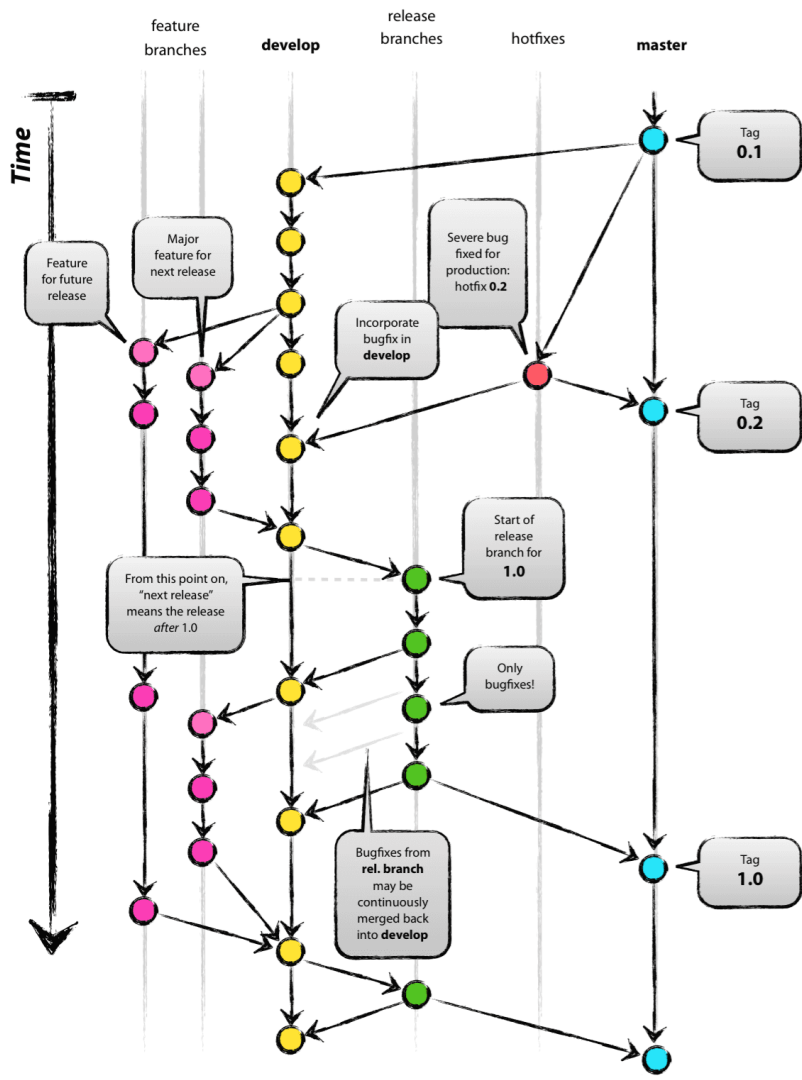 feature
branches
develop
release
branches
hotfixes
master
Time
Tag
0.1
Major
feature for
next release
Severe bug
fixed for
production:
hotfix 0.2
Feature
for future
release
Incorporate
bugfix in
develop
Tag
0.2
Start of
release
branch for
1.0
From this point on,
“next release”
means the release
after 1.0
Only
bugfixes!
Bugfixes from
rel. branch
may be
continuously
merged back
into develop
Tag
1.0